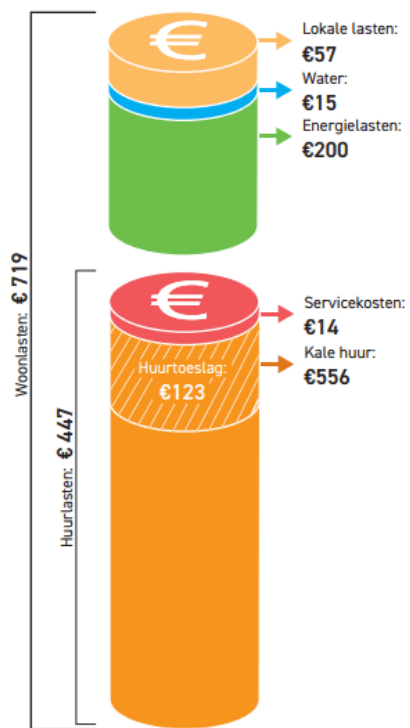 Lokale lasten:
€57
Water:
€15
Energielasten:
€200
€
Woonlasten: € 719
Huurlasten: € 447
€
Servicekosten:
€14
Kale huur:
€556
Huurtoeslag:
€123